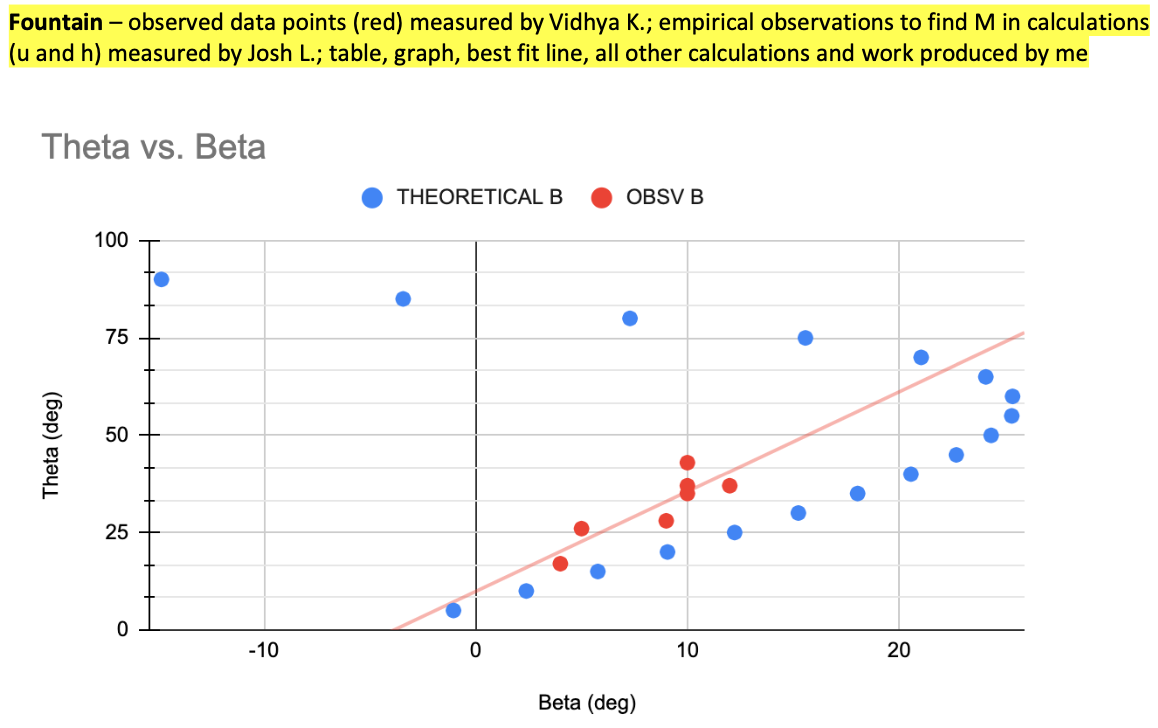 Fountain – observed data points (red) measured by Vidhya K.; empirical observations to find M in calculations
(u and h) measured by Josh L.; table, graph, best fit line, all other calculations and work produced by me
Theta vs. Beta
THEORETICAL B OBSV B
100
75
50
25
0
Theta (deg)
-10 0 10 20
Beta (deg)